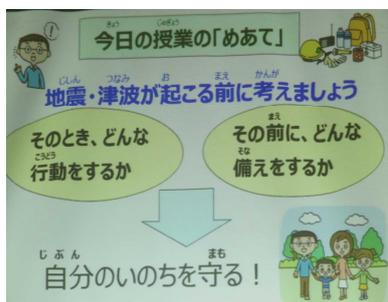 今日の授業の「めあて」
地震・津波が起こる前に考えましょう
そのとき、どんな
行動をするか
その前に、どんな
備えをするか
自分のいのちを守る！